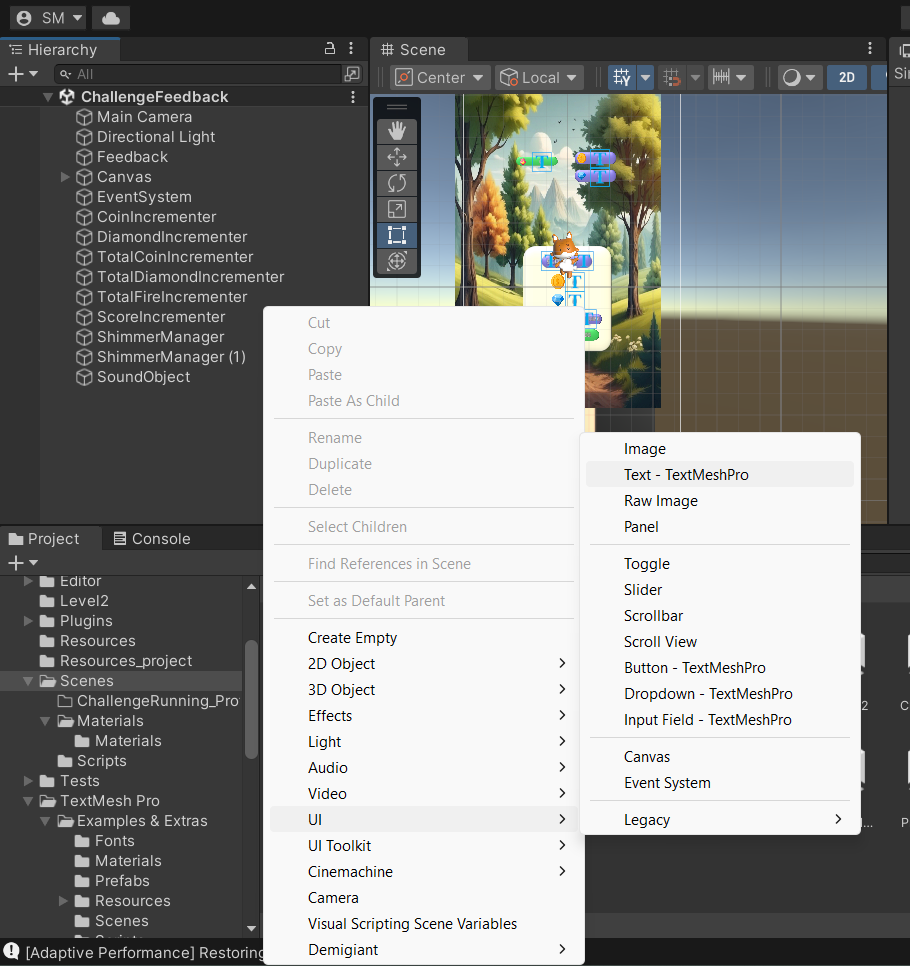 SM
Hierarchy
All
ChallengeFeedback
Main Camera
Directional Light
Feedback
Canvas
EventSystem
CoinIncrementer
DiamondIncrementer
TotalCoinIncrementer
TotalDiamondIncrementer
TotalFireIncrementer
ScoreIncrementer
ShimmerManager
ShimmerManager (1)
SoundObject
Scene
Center
Local
2D
Cut
Copy
Paste
Paste As Child
Rename
Duplicate
Delete
Select Children
Find References in Scene
Set as Default Parent
Create Empty
2D Object
3D Object
Effects
Light
Audio
Video
UI
UI Toolkit
Cinemachine
Camera
Visual Scripting Scene Variables
Demigiant
Image
Text - TextMeshPro
Raw Image
Panel
Toggle
Slider
Scrollbar
Scroll View
Button - TextMeshPro
Dropdown - TextMeshPro
Input Field - TextMeshPro
Canvas
Event System
Legacy
Project
Console
Editor
Level2
Plugins
Resources
Resources_project
Scenes
ChallengeRunning_Pro
Materials
Materials
Scripts
Tests
TextMesh Pro
Examples & Extras
Fonts
Materials
Prefabs
Resources
Scenes
[Adaptive Performance] Restoring